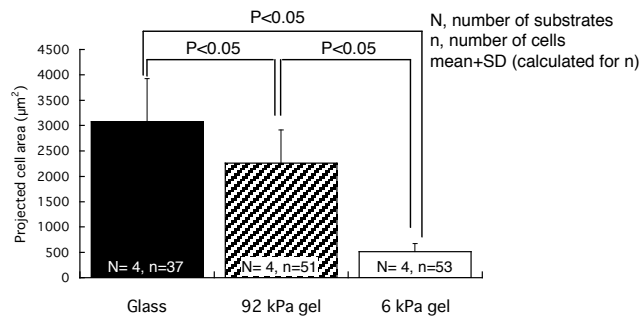 P<0.05
N, number of substrates
n, number of cells
mean+SD (calculated for n)
P<0.05
P<0.05
Projected cell area (μm²)
4500
4000
3500
3000
2500
2000
1500
1000
500
0
N= 4, n=37
N= 4, n=51
N= 4, n=53
Glass
92 kPa gel
6 kPa gel